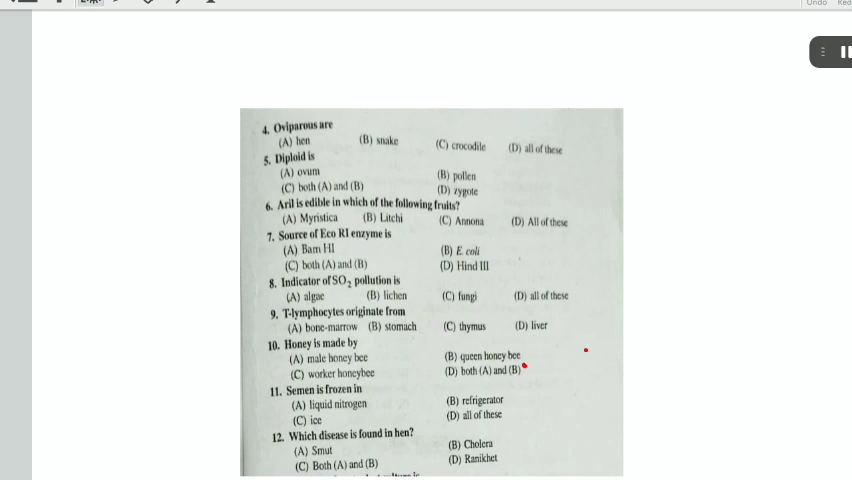 Undo
4. Oviparous are
(A) hen (B) snake (C) crocodile (D) all of these
5. Diploid is
(A) ovum (B) pollen
(C) both (A) and (B) (D) zygote
6. Aril is edible in which of the following fruits?
(A) Myristica (B) Litchi (C) Annona (D) All of these
7. Source of Eco RI enzyme is
(A) Bam HI (B) E. coli
(C) both (A) and (B) (D) Hind III
8. Indicator of SO₂ pollution is
(A) algae (B) lichen (C) fungi (D) all of these
9. T-lymphocytes originate from
(A) bone-marrow (B) stomach (C) thymus (D) liver
10. Honey is made by
(A) male honey bee (B) queen honey bee
(C) worker honeybee (D) both (A) and (B)
11. Semen is frozen in
(A) liquid nitrogen (B) refrigerator
(C) ice (D) all of these
12. Which disease is found in hen?
(A) Smut (B) Cholera
(C) Both (A) and (B) (D) Ranikhet